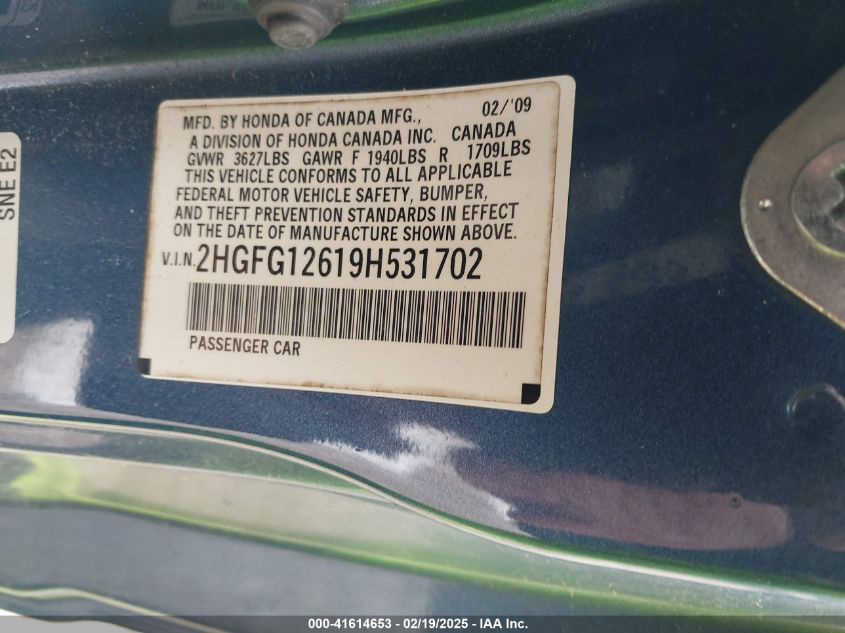 MFD. BY HONDA OF CANADA MFG., 02/'09
A DIVISION OF HONDA CANADA INC. CANADA
GVWR 3627LBS GAWR F 1940LBS R 1709LBS
THIS VEHICLE CONFORMS TO ALL APPLICABLE
FEDERAL MOTOR VEHICLE SAFETY, BUMPER,
AND THEFT PREVENTION STANDARDS IN EFFECT
ON THE DATE OF MANUFACTURE SHOWN ABOVE.
V.I.N. 2HGFG12619H531702
PASSENGER CAR
SNE E2
000-41614653 - 02/19/2025 - IAA Inc.